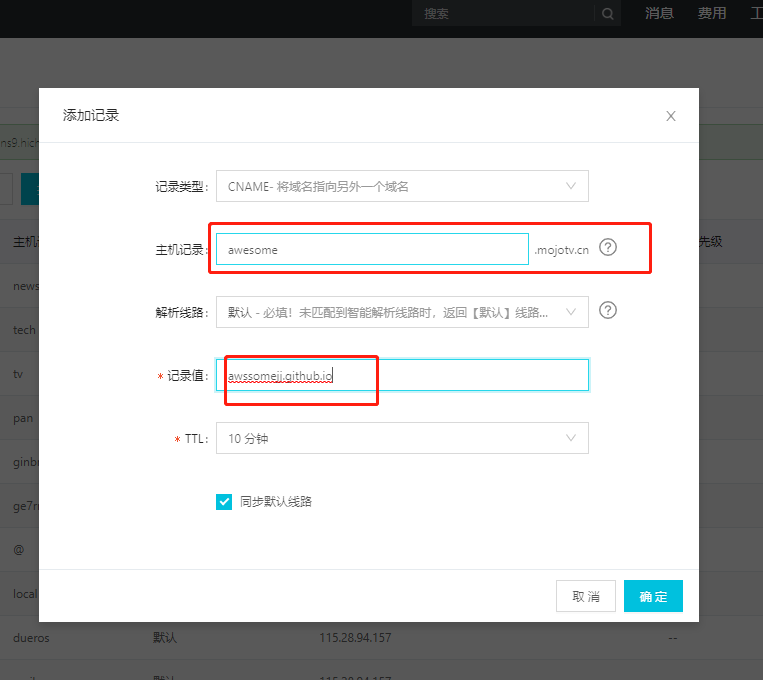 搜索 消息 费用 工
添加记录 X
ns9.hich
记录类型: CNAME- 将域名指向另外一个域名
主机记录: awesome .mojotv.cn ?
主机 先级
news
解析线路: 默认 - 必填！未匹配到智能解析线路时，返回【默认】线路... ?
tech
* 记录值: awssomejj.github.io
tv
pan
* TTL: 10 分钟
ginb
同步默认线路
ge7r
@
local
取 消 确 定
dueros 默认 115.28.94.157 --
默认 115.28.94.157